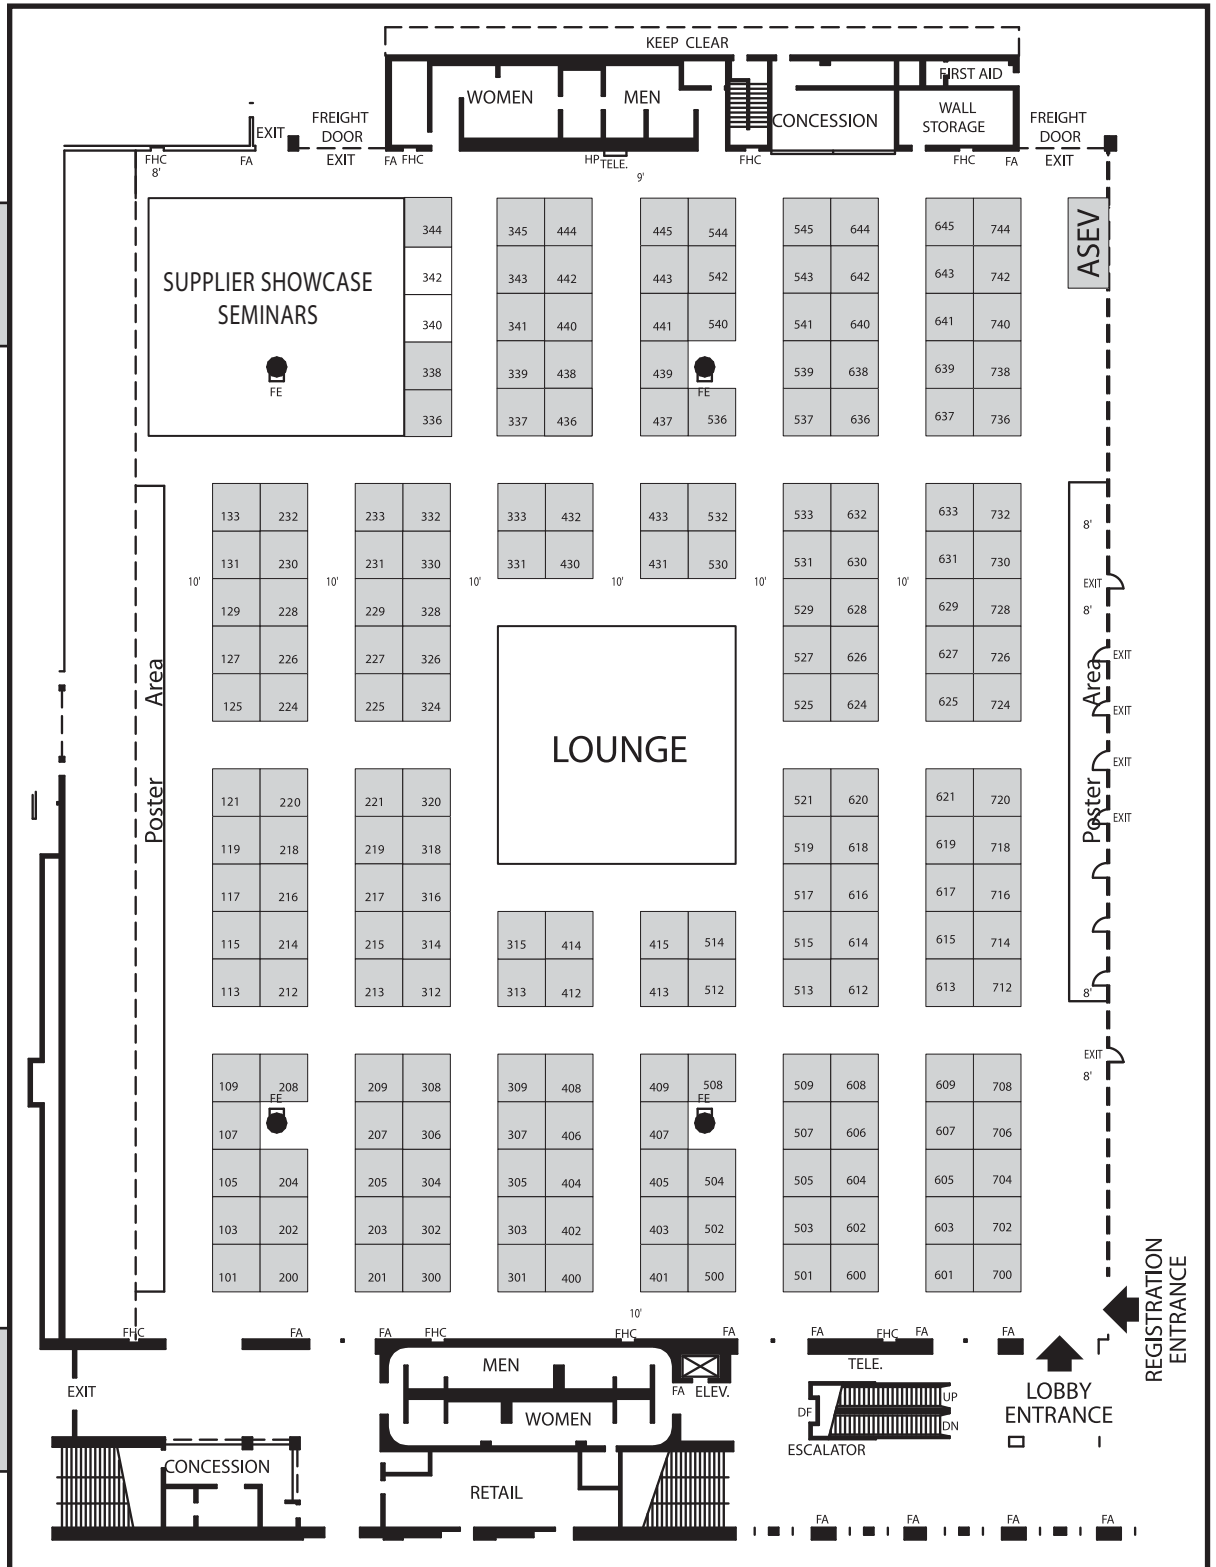 KEEP CLEAR
FIRST AID
WOMEN
MEN
CONCESSION
WALL
STORAGE
EXIT
FREIGHT
DOOR
EXIT
FREIGHT
DOOR
EXIT
FHC
8'
FA
FA
FHC
HP
TELE.
9'
FHC
FHC
FA
SUPPLIER SHOWCASE
SEMINARS
FE
ASEV
344
345 444
445 544
545 644
645 744
342
343 442
443 542
543 642
643 742
340
341 440
441 540
541 640
641 740
338
339 438
439
FE
539 638
639 738
336
337 436
437 536
537 636
637 736
133 232
233 332
333 432
433 532
533 632
633 732
8'
131 230
231 330
331 430
431 530
531 630
631 730
10'
10'
10'
10'
10'
10'
EXIT
129 228
229 328
529 628
629 728
8'
127 226
227 326
527 626
627 726
EXIT
125 224
225 324
525 624
625 724
EXIT
Poster Area
LOUNGE
Poster Area
EXIT
121 220
221 320
521 620
621 720
EXIT
119 218
219 318
519 618
619 718
117 216
217 316
517 616
617 716
115 214
215 314
315 414
415 514
515 614
615 714
113 212
213 312
313 412
413 512
513 612
613 712
8'
EXIT
8'
109 208
FE
209 308
309 408
409 508
FE
509 608
609 708
107
207 306
307 406
407
507 606
607 706
105 204
205 304
305 404
405 504
505 604
605 704
103 202
203 302
303 402
403 502
503 602
603 702
101 200
201 300
301 400
401 500
501 600
601 700
10'
REGISTRATION
ENTRANCE
FHC
FA
FA
FHC
FHC
FA
FA
FHC
FA
FA
EXIT
MEN
WOMEN
FA
ELEV.
TELE.
DF
UP
DN
ESCALATOR
LOBBY
ENTRANCE
CONCESSION
RETAIL
FA
FA
FA
FA